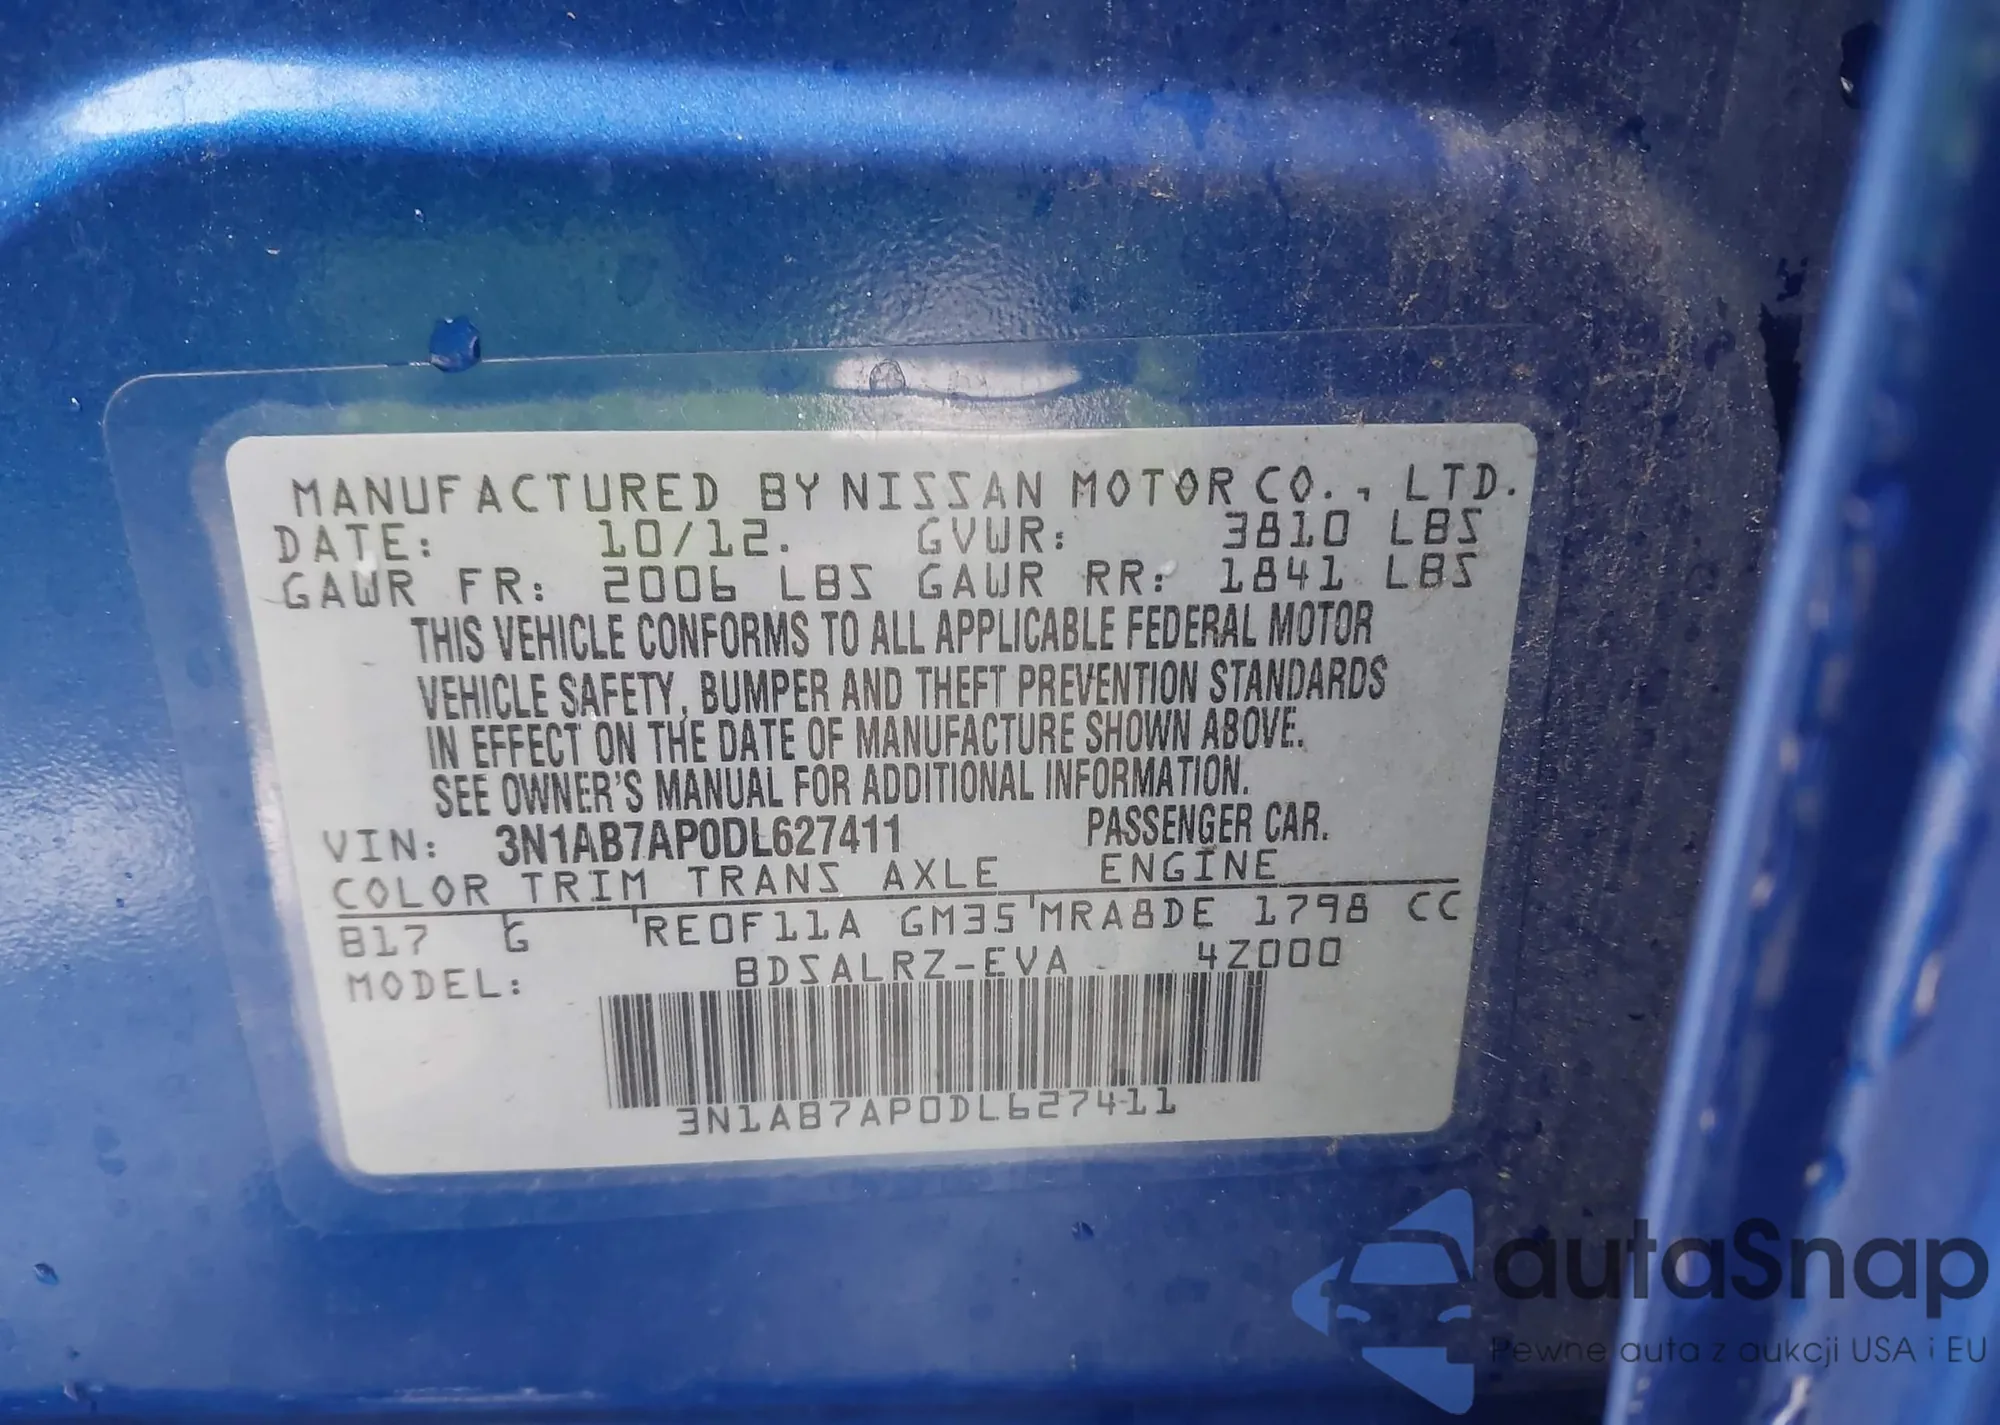 MANUFACTURED BY NISSAN MOTOR CO., LTD.
DATE: 10/12. GVWR: 3810 LBS
GAWR FR: 2006 LBS GAWR RR: 1841 LBS
THIS VEHICLE CONFORMS TO ALL APPLICABLE FEDERAL MOTOR
VEHICLE SAFETY, BUMPER AND THEFT PREVENTION STANDARDS
IN EFFECT ON THE DATE OF MANUFACTURE SHOWN ABOVE.
SEE OWNER'S MANUAL FOR ADDITIONAL INFORMATION.
VIN: 3N1AB7AP0DL627411 PASSENGER CAR.
COLOR TRIM TRANS AXLE ENGINE
B17 G RE0F11A GM35 MRA8DE 1798 CC
MODEL: BDSALRZ-EVA 4Z000
3N1AB7AP0DL627411
autaSnap
Pewne auta z aukcji USA i EU